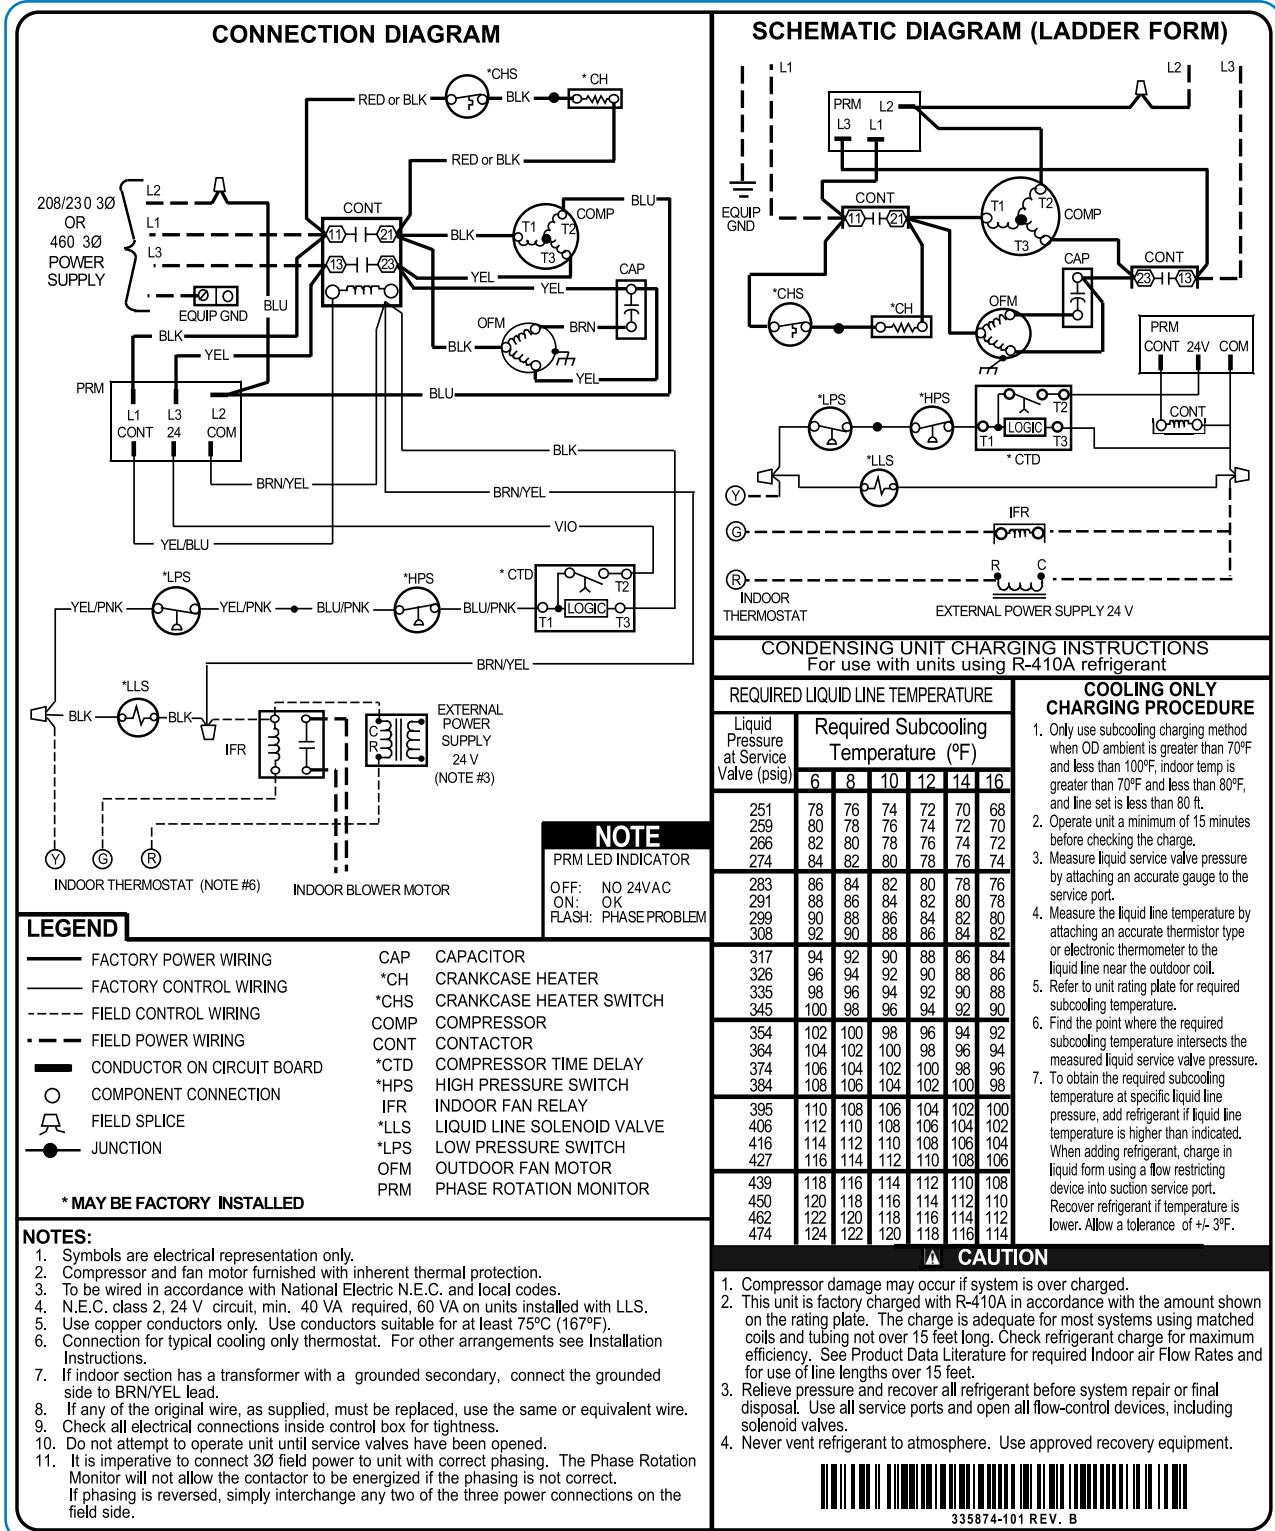 CONNECTION DIAGRAM
*CHS
* CH
RED or BLK
BLK
RED or BLK
208/230 3Ø
OR
460 3Ø
POWER
SUPPLY
L2
L1
L3
EQUIP GND
BLU
CONT
11
21
13
23
BLK
T1
T2
T3
COMP
BLU
YEL
YEL
CAP
OFM
BRN
BLK
YEL
BLK
YEL
BLU
PRM
L1
L3
L2
CONT
24
COM
BLK
BRN/YEL
BRN/YEL
VIO
YEL/BLU
*LPS
*HPS
* CTD
YEL/PNK
YEL/PNK
BLU/PNK
BLU/PNK
LOGIC
T1
T2
T3
BRN/YEL
*LLS
BLK
BLK
IFR
C
R
EXTERNAL
POWER
SUPPLY
24 V
(NOTE #3)
Y
G
R
INDOOR THERMOSTAT (NOTE #6)
INDOOR BLOWER MOTOR
NOTE
PRM LED INDICATOR
OFF: NO 24VAC
ON: OK
FLASH: PHASE PROBLEM
LEGEND
FACTORY POWER WIRING
FACTORY CONTROL WIRING
FIELD CONTROL WIRING
FIELD POWER WIRING
CONDUCTOR ON CIRCUIT BOARD
COMPONENT CONNECTION
FIELD SPLICE
JUNCTION
* MAY BE FACTORY INSTALLED
CAP CAPACITOR
*CH CRANKCASE HEATER
*CHS CRANKCASE HEATER SWITCH
COMP COMPRESSOR
CONT CONTACTOR
*CTD COMPRESSOR TIME DELAY
*HPS HIGH PRESSURE SWITCH
IFR INDOOR FAN RELAY
*LLS LIQUID LINE SOLENOID VALVE
*LPS LOW PRESSURE SWITCH
OFM OUTDOOR FAN MOTOR
PRM PHASE ROTATION MONITOR
NOTES:
1. Symbols are electrical representation only.
2. Compressor and fan motor furnished with inherent thermal protection.
3. To be wired in accordance with National Electric N.E.C. and local codes.
4. N.E.C. class 2, 24 V circuit, min. 40 VA required, 60 VA on units installed with LLS.
5. Use copper conductors only. Use conductors suitable for at least 75ºC (167ºF).
6. Connection for typical cooling only thermostat. For other arrangements see Installation
Instructions.
7. If indoor section has a transformer with a grounded secondary, connect the grounded
side to BRN/YEL lead.
8. If any of the original wire, as supplied, must be replaced, use the same or equivalent wire.
9. Check all electrical connections inside control box for tightness.
10. Do not attempt to operate unit until service valves have been opened.
11. It is imperative to connect 3Ø field power to unit with correct phasing. The Phase Rotation
Monitor will not allow the contactor to be energized if the phasing is not correct.
If phasing is reversed, simply interchange any two of the three power connections on the
field side.
SCHEMATIC DIAGRAM (LADDER FORM)
L1
L2
L3
PRM L2
L3 L1
EQUIP
GND
CONT
11
21
T1
T2
T3
COMP
CAP
CONT
23
13
*CHS
*CH
OFM
PRM
CONT 24V COM
*LPS
*HPS
T1
T2
LOGIC
T3
* CTD
CONT
*LLS
Y
G
IFR
R
R C
INDOOR
THERMOSTAT
EXTERNAL POWER SUPPLY 24 V
CONDENSING UNIT CHARGING INSTRUCTIONS
For use with units using R-410A refrigerant
REQUIRED LIQUID LINE TEMPERATURE
Liquid
Pressure
at Service
Valve (psig)
Required Subcooling
Temperature (ºF)
6 8 10 12 14 16
251 78 76 74 72 70 68
259 80 78 76 74 72 70
266 82 80 78 76 74 72
274 84 82 80 78 76 74
283 86 84 82 80 78 76
291 88 86 84 82 80 78
299 90 88 86 84 82 80
308 92 90 88 86 84 82
317 94 92 90 88 86 84
326 96 94 92 90 88 86
335 98 96 94 92 90 88
345 100 98 96 94 92 90
354 102 100 98 96 94 92
364 104 102 100 98 96 94
374 106 104 102 100 98 96
384 108 106 104 102 100 98
395 110 108 106 104 102 100
406 112 110 108 106 104 102
416 114 112 110 108 106 104
427 116 114 112 110 108 106
439 118 116 114 112 110 108
450 120 118 116 114 112 110
462 122 120 118 116 114 112
474 124 122 120 118 116 114
COOLING ONLY
CHARGING PROCEDURE
1. Only use subcooling charging method
when OD ambient is greater than 70ºF
and less than 100ºF, indoor temp is
greater than 70ºF and less than 80ºF,
and line set is less than 80 ft.
2. Operate unit a minimum of 15 minutes
before checking the charge.
3. Measure liquid service valve pressure
by attaching an accurate gauge to the
service port.
4. Measure the liquid line temperature by
attaching an accurate thermistor type
or electronic thermometer to the
liquid line near the outdoor coil.
5. Refer to unit rating plate for required
subcooling temperature.
6. Find the point where the required
subcooling temperature intersects the
measured liquid service valve pressure.
7. To obtain the required subcooling
temperature at specific liquid line
pressure, add refrigerant if liquid line
temperature is higher than indicated.
When adding refrigerant, charge in
liquid form using a flow restricting
device into suction service port.
Recover refrigerant if temperature is
lower. Allow a tolerance of +/- 3ºF.
CAUTION
1. Compressor damage may occur if system is over charged.
2. This unit is factory charged with R-410A in accordance with the amount shown
on the rating plate. The charge is adequate for most systems using matched
coils and tubing not over 15 feet long. Check refrigerant charge for maximum
efficiency. See Product Data Literature for required Indoor air Flow Rates and
for use of line lengths over 15 feet.
3. Relieve pressure and recover all refrigerant before system repair or final
disposal. Use all service ports and open all flow-control devices, including
solenoid valves.
4. Never vent refrigerant to atmosphere. Use approved recovery equipment.
335874-101 REV. B